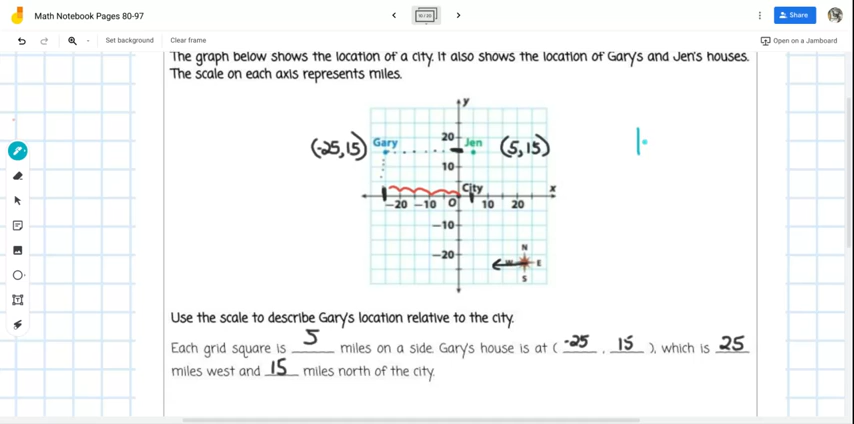 Math Notebook Pages 80-97
10 / 20
Share
Set background
Clear frame
Open on a Jamboard
The graph below shows the location of a city. It also shows the location of Gary's and Jen's houses.
The scale on each axis represents miles.
y
(-25, 15) Gary 20 Jen (5, 15)
10
City x
-20 -10 O 10 20
-10
N
-20 W E
S
Use the scale to describe Gary's location relative to the city.
Each grid square is 5 miles on a side. Gary's house is at ( -25 , 15 ), which is 25
miles west and 15 miles north of the city.